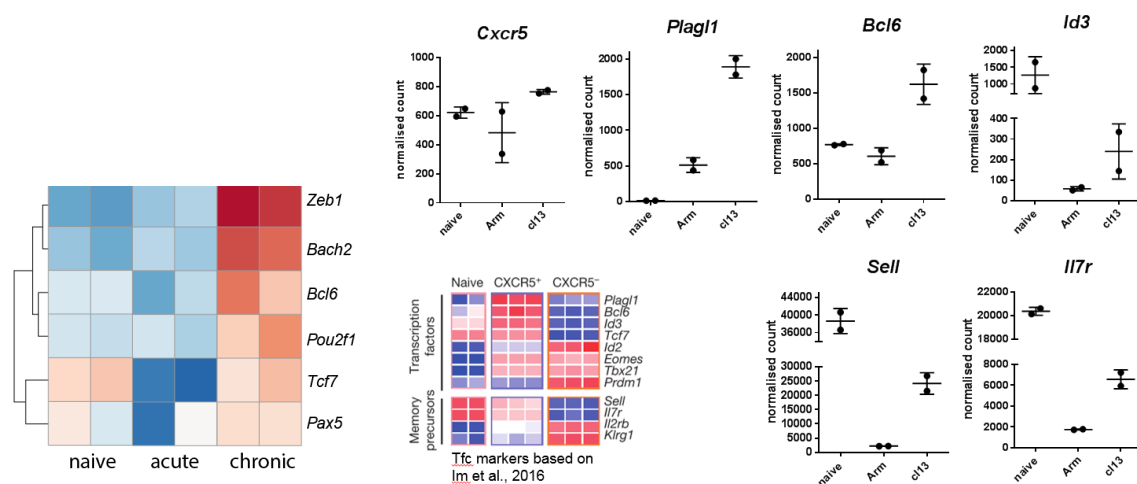 Zeb1
Bach2
Bcl6
Pou2f1
Tcf7
Pax5
naive acute chronic
Cxcr5
normalised count
1000
800
600
400
200
0
naive
Arm
cl13
Plagl1
normalised count
2000
1500
1000
500
0
naive
Arm
cl13
Bcl6
normalised count
2000
1500
1000
500
0
naive
Arm
cl13
Id3
normalised count
2000
1500
1000
400
300
200
100
0
naive
Arm
cl13
Naive CXCR5⁺ CXCR5⁻
Transcription
factors
Plagl1
Bcl6
Id3
Tcf7
Id2
Eomes
Tbx21
Prdm1
Memory
precursors
Sell
Il7r
Il2rb
Klrg1
Tfc markers based on
Im et al., 2016
Sell
normalised count
44000
40000
36000
32000
30000
25000
20000
15000
10000
5000
0
naive
Arm
cl13
Il7r
normalised count
22000
20000
18000
16000
8000
6000
4000
2000
0
naive
Arm
cl13